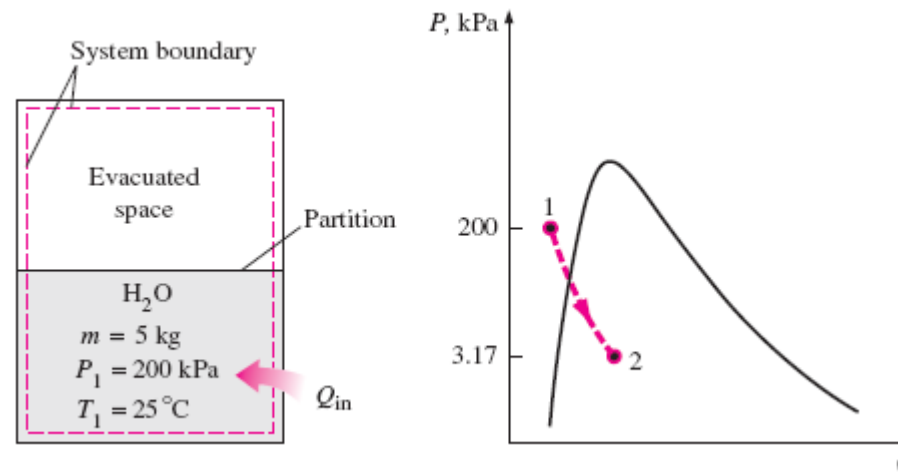 System boundary
Evacuated
space
Partition
H₂O
m = 5 kg
P₁ = 200 kPa
T₁ = 25 °C
Qin
P, kPa
1
200
3.17
2